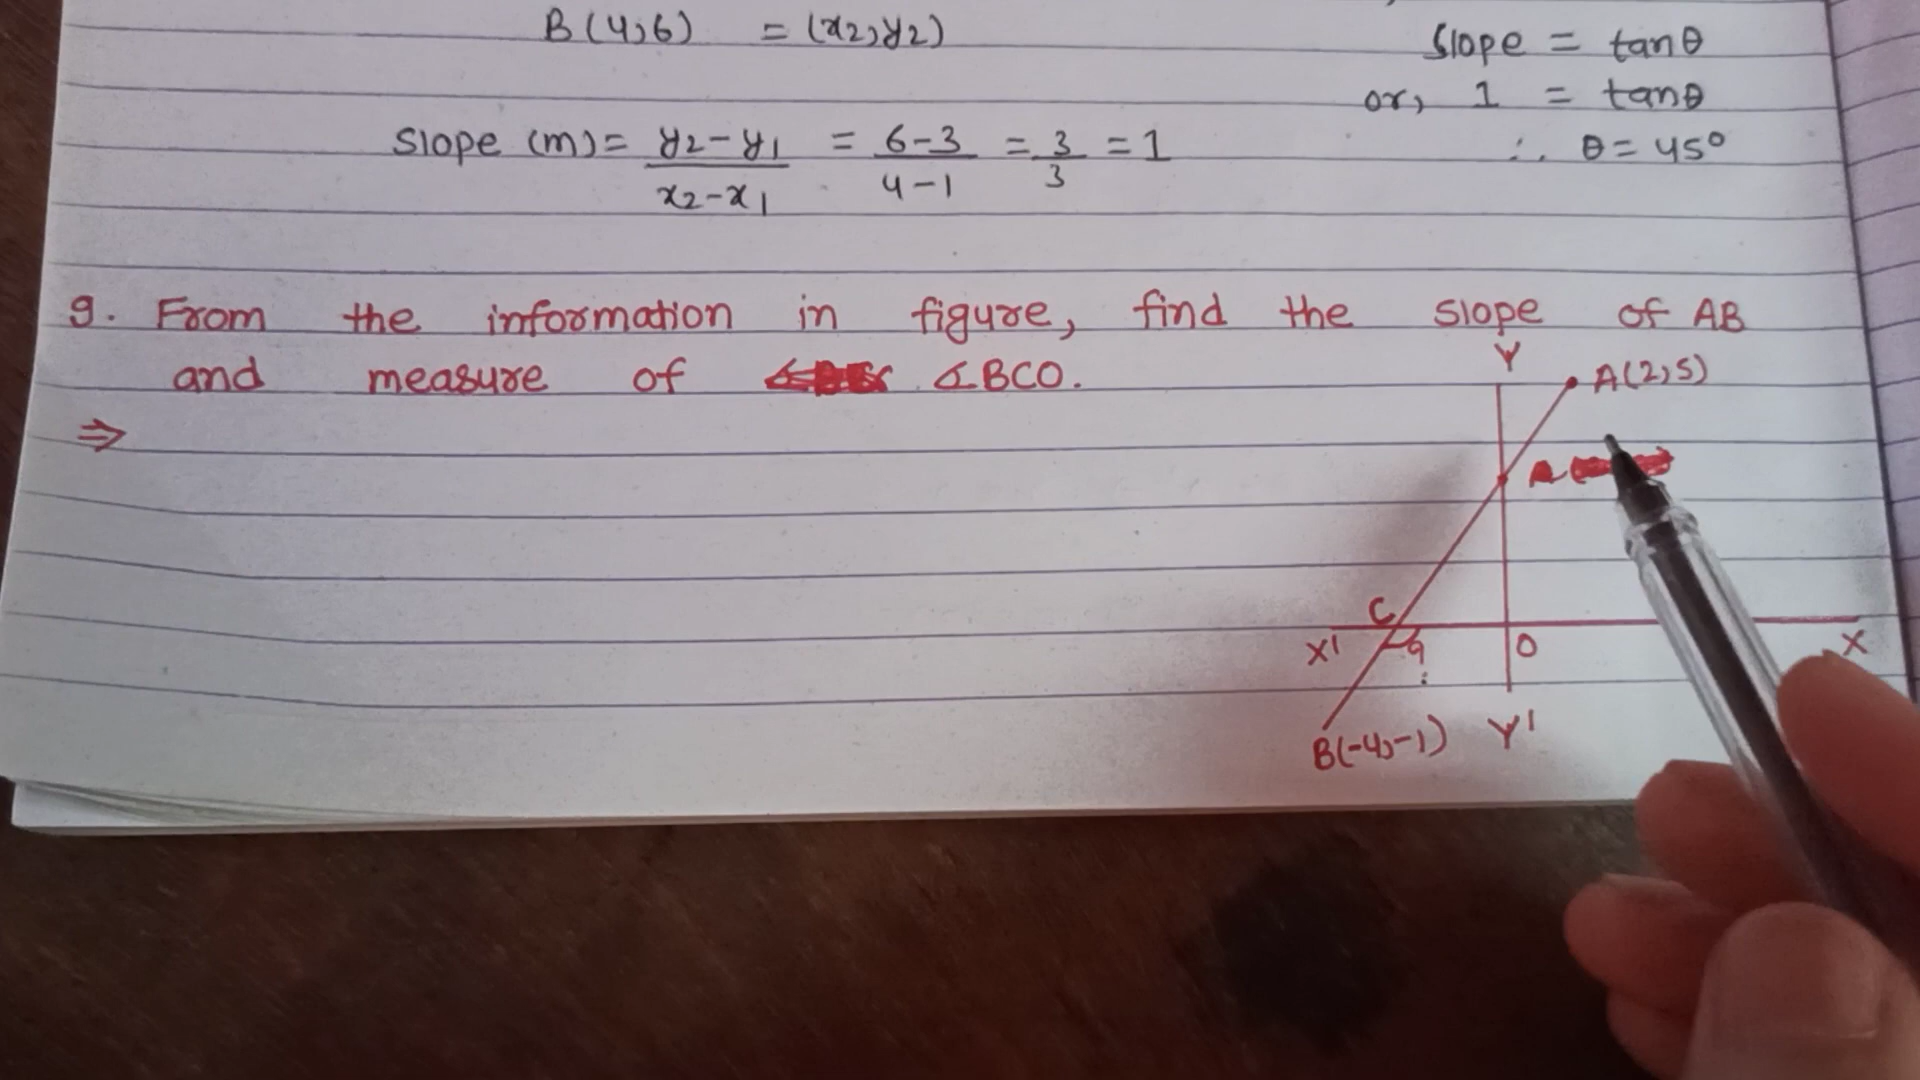 B(4,6) = (x2,y2)
Slope = tanθ
or, 1 = tanθ
∴ θ = 45°
Slope (m) = y2-y1 / x2-x1 = 6-3 / 4-1 = 3/3 = 1
9. From the information in figure, find the slope of AB
and measure of ∡BCO.
⇒
Y
A(2,5)
C
X'
O
X
B(-4,-1)
Y'